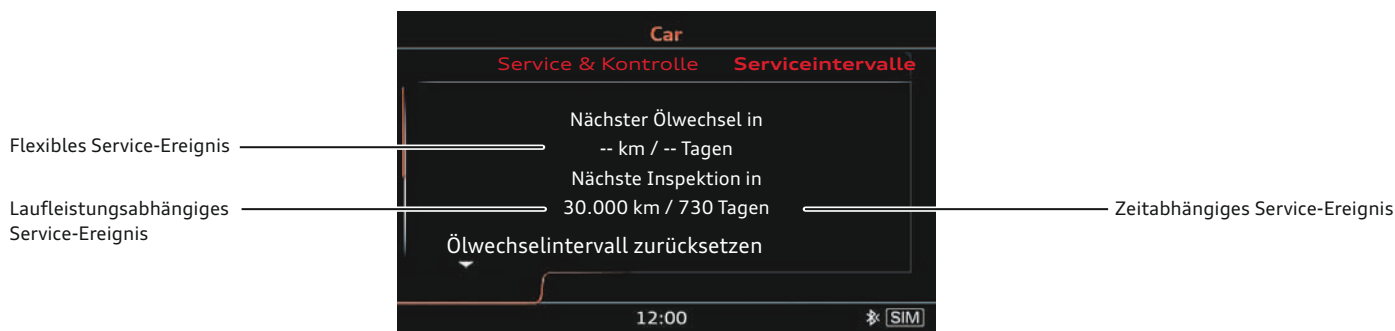 Car
Service & Kontrolle Serviceintervalle
Nächster Ölwechsel in
Flexibles Service-Ereignis
-- km / -- Tagen
Nächste Inspektion in
Laufleistungsabhängiges
Service-Ereignis
30.000 km / 730 Tagen
Zeitabhängiges Service-Ereignis
Ölwechselintervall zurücksetzen
12:00
SIM